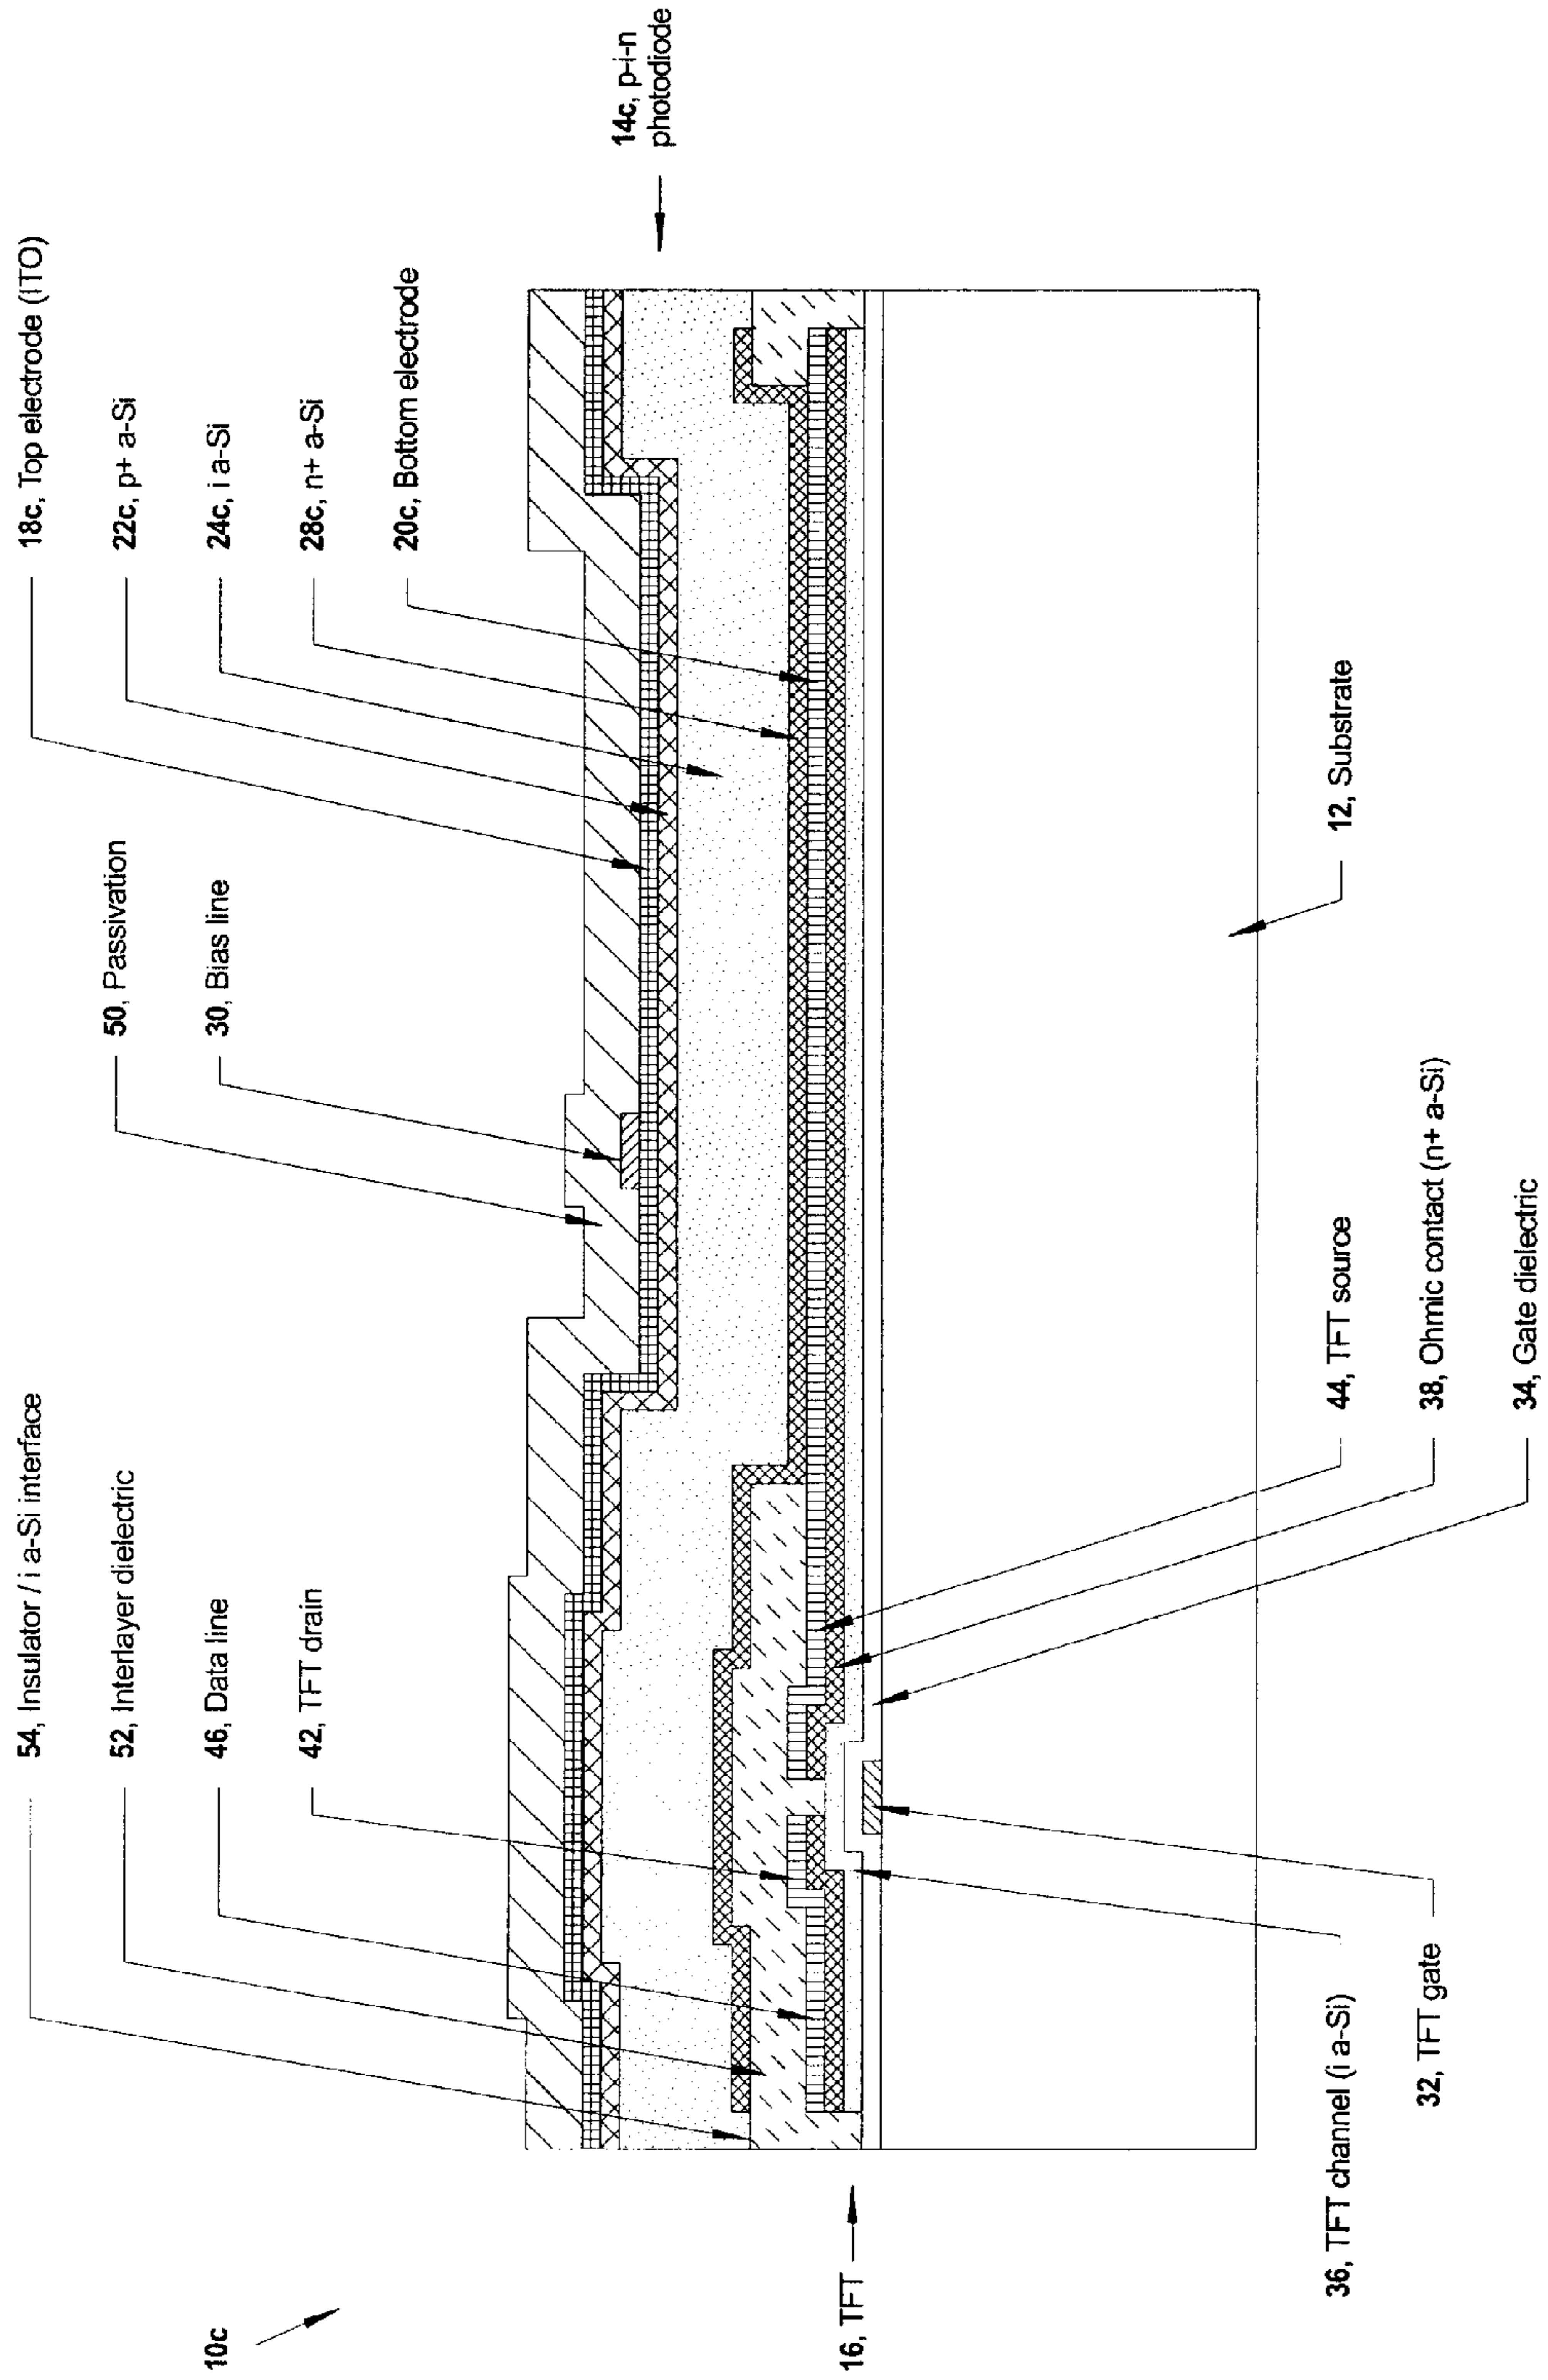 10c
54, Insulator / i a-Si interface
52, Interlayer dielectric
46, Data line
42, TFT drain
50, Passivation
30, Bias line
18c, Top electrode (ITO)
22c, p+ a-Si
24c, i a-Si
28c, n+ a-Si
20c, Bottom electrode
14c, p-i-n
photodiode
16, TFT
36, TFT channel (i a-Si)
32, TFT gate
44, TFT source
38, Ohmic contact (n+ a-Si)
34, Gate dielectric
12, Substrate